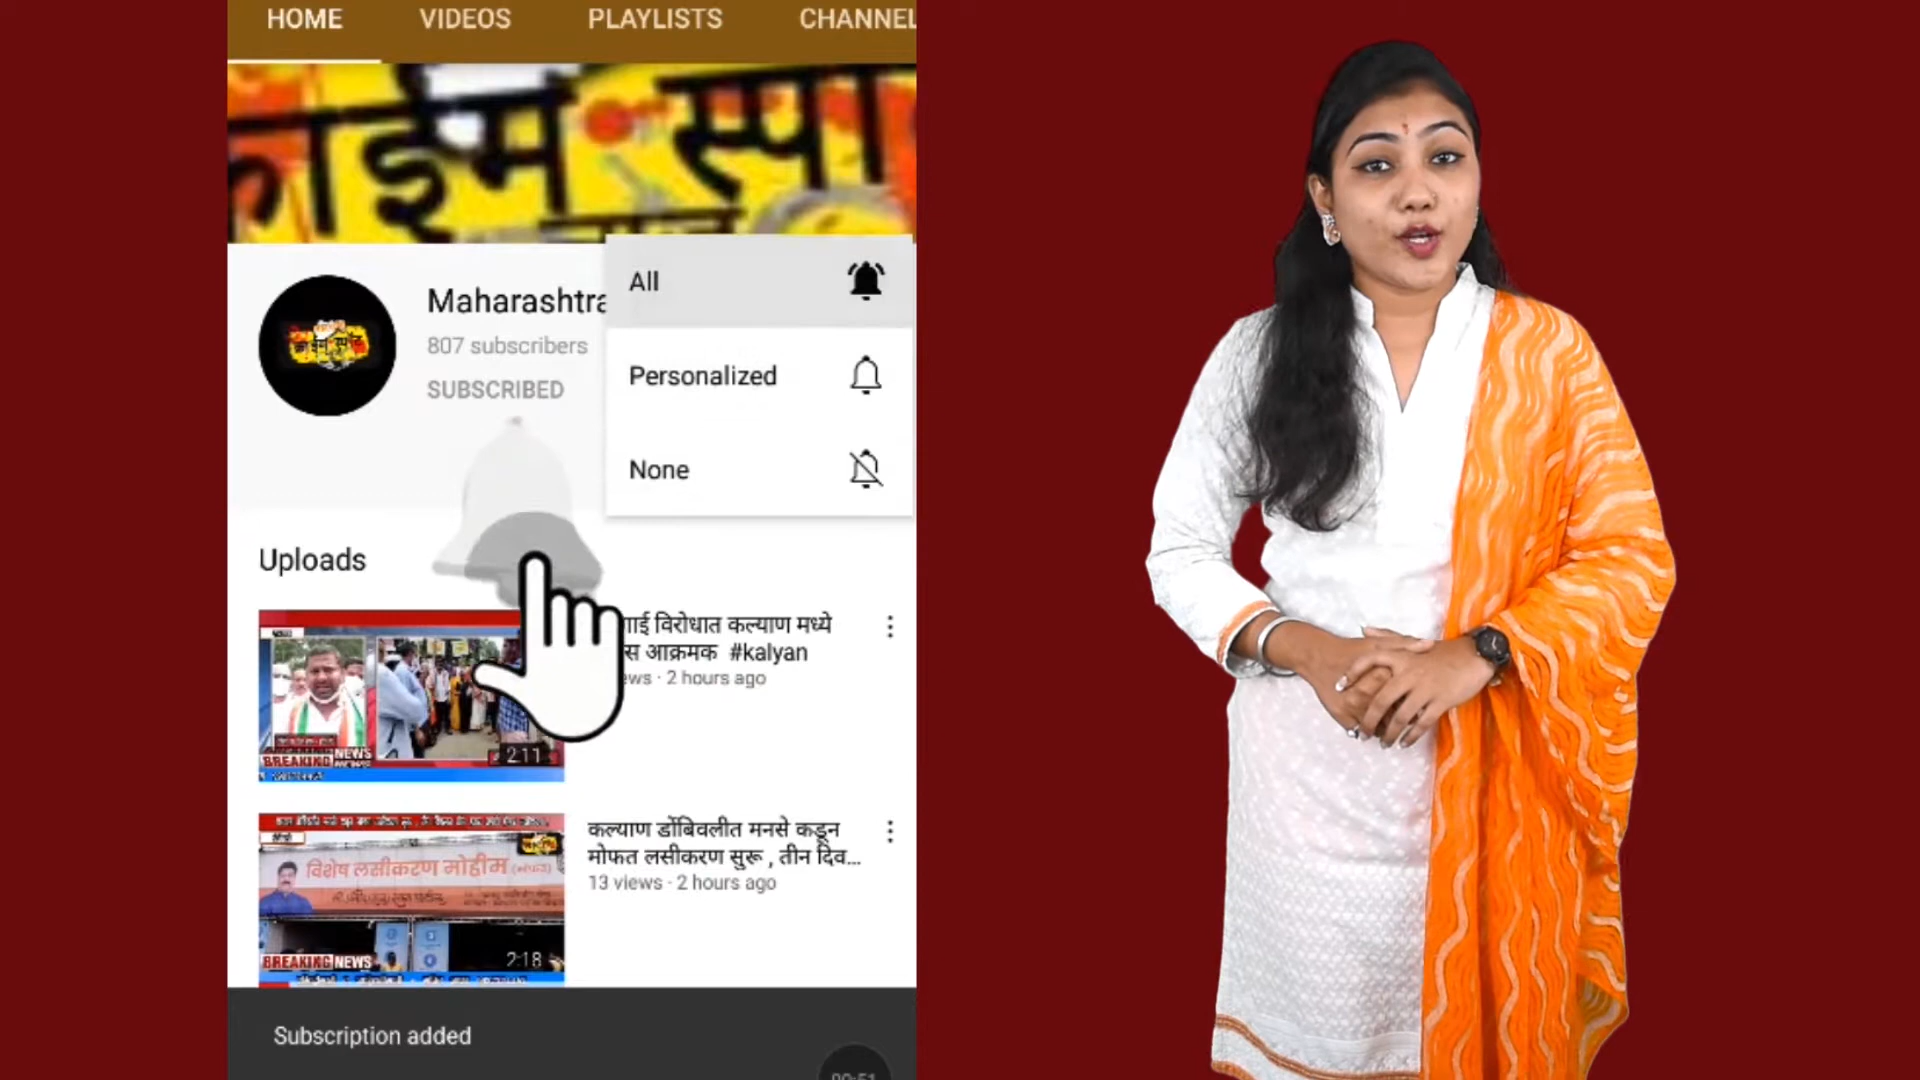 HOME VIDEOS PLAYLISTS CHANNEL
क्राईम स्पॉ
Maharashtra
807 subscribers
SUBSCRIBED
All
Personalized
None
Uploads
गाई विरोधात कल्याण मध्ये
स आक्रमक #kalyan
ews · 2 hours ago
BREAKING NEWS
2:11
कल्याण डोंबिवलीत मनसे कडून
मोफत लसीकरण सुरू , तीन दिव...
13 views · 2 hours ago
विशेष लसीकरण मोहीम
BREAKING NEWS
2:18
Subscription added